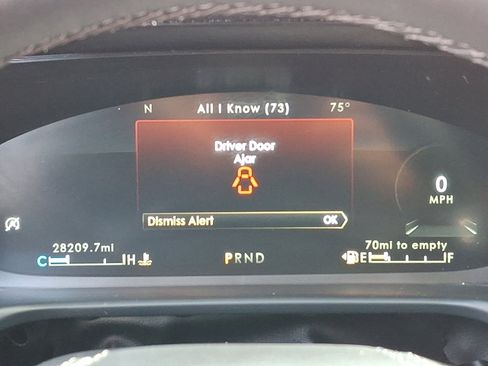 N All I Know (73) 75°
Driver Door
Ajar
Dismiss Alert OK
0
MPH
28209.7mi
70mi to empty
C H
PRND
E F